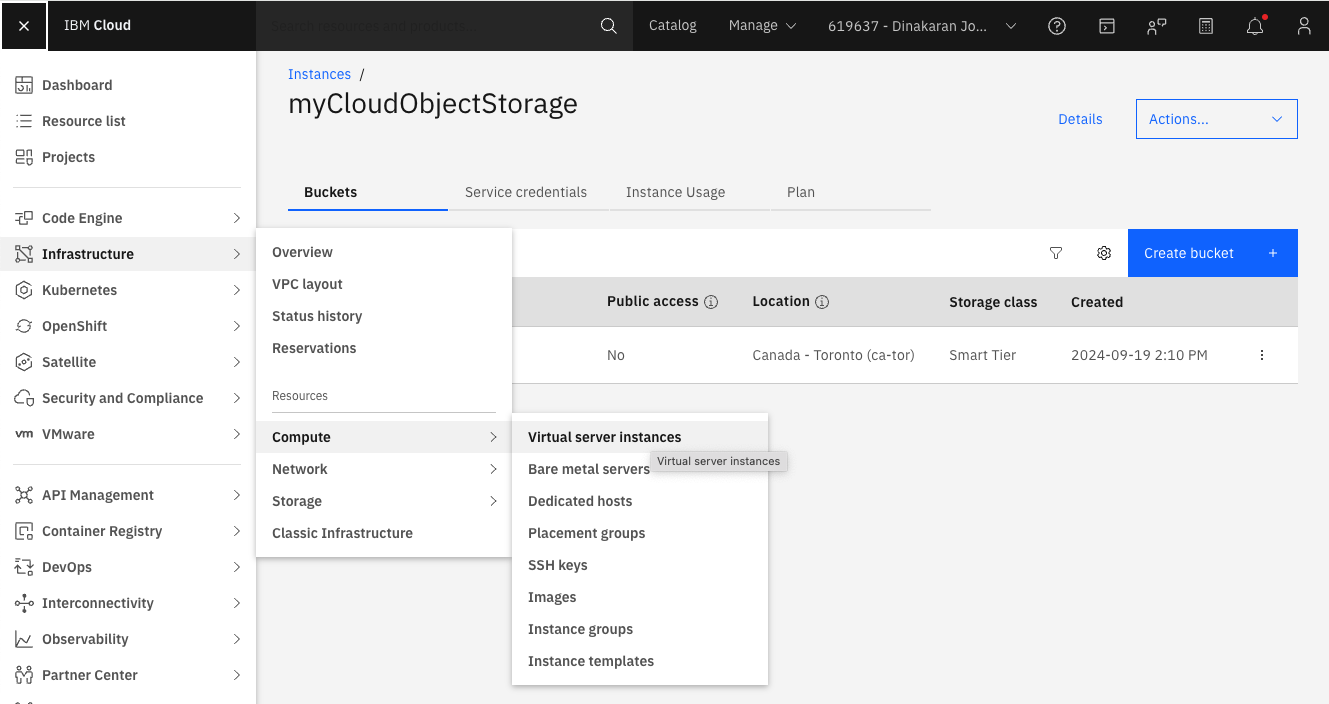 IBM Cloud
Search resources and products...
Catalog
Manage
619637 - Dinakaran Jo...
Dashboard
Resource list
Projects
Code Engine
Infrastructure
Kubernetes
OpenShift
Satellite
Security and Compliance
vm VMware
API Management
Container Registry
DevOps
Interconnectivity
Observability
Partner Center
Instances /
myCloudObjectStorage
Details
Actions...
Buckets
Service credentials
Instance Usage
Plan
Create bucket +
Public access
Location
Storage class
Created
No
Canada - Toronto (ca-tor)
Smart Tier
2024-09-19 2:10 PM
Overview
VPC layout
Status history
Reservations
Resources
Compute
Network
Storage
Classic Infrastructure
Virtual server instances
Virtual server instances
Bare metal servers
Dedicated hosts
Placement groups
SSH keys
Images
Instance groups
Instance templates